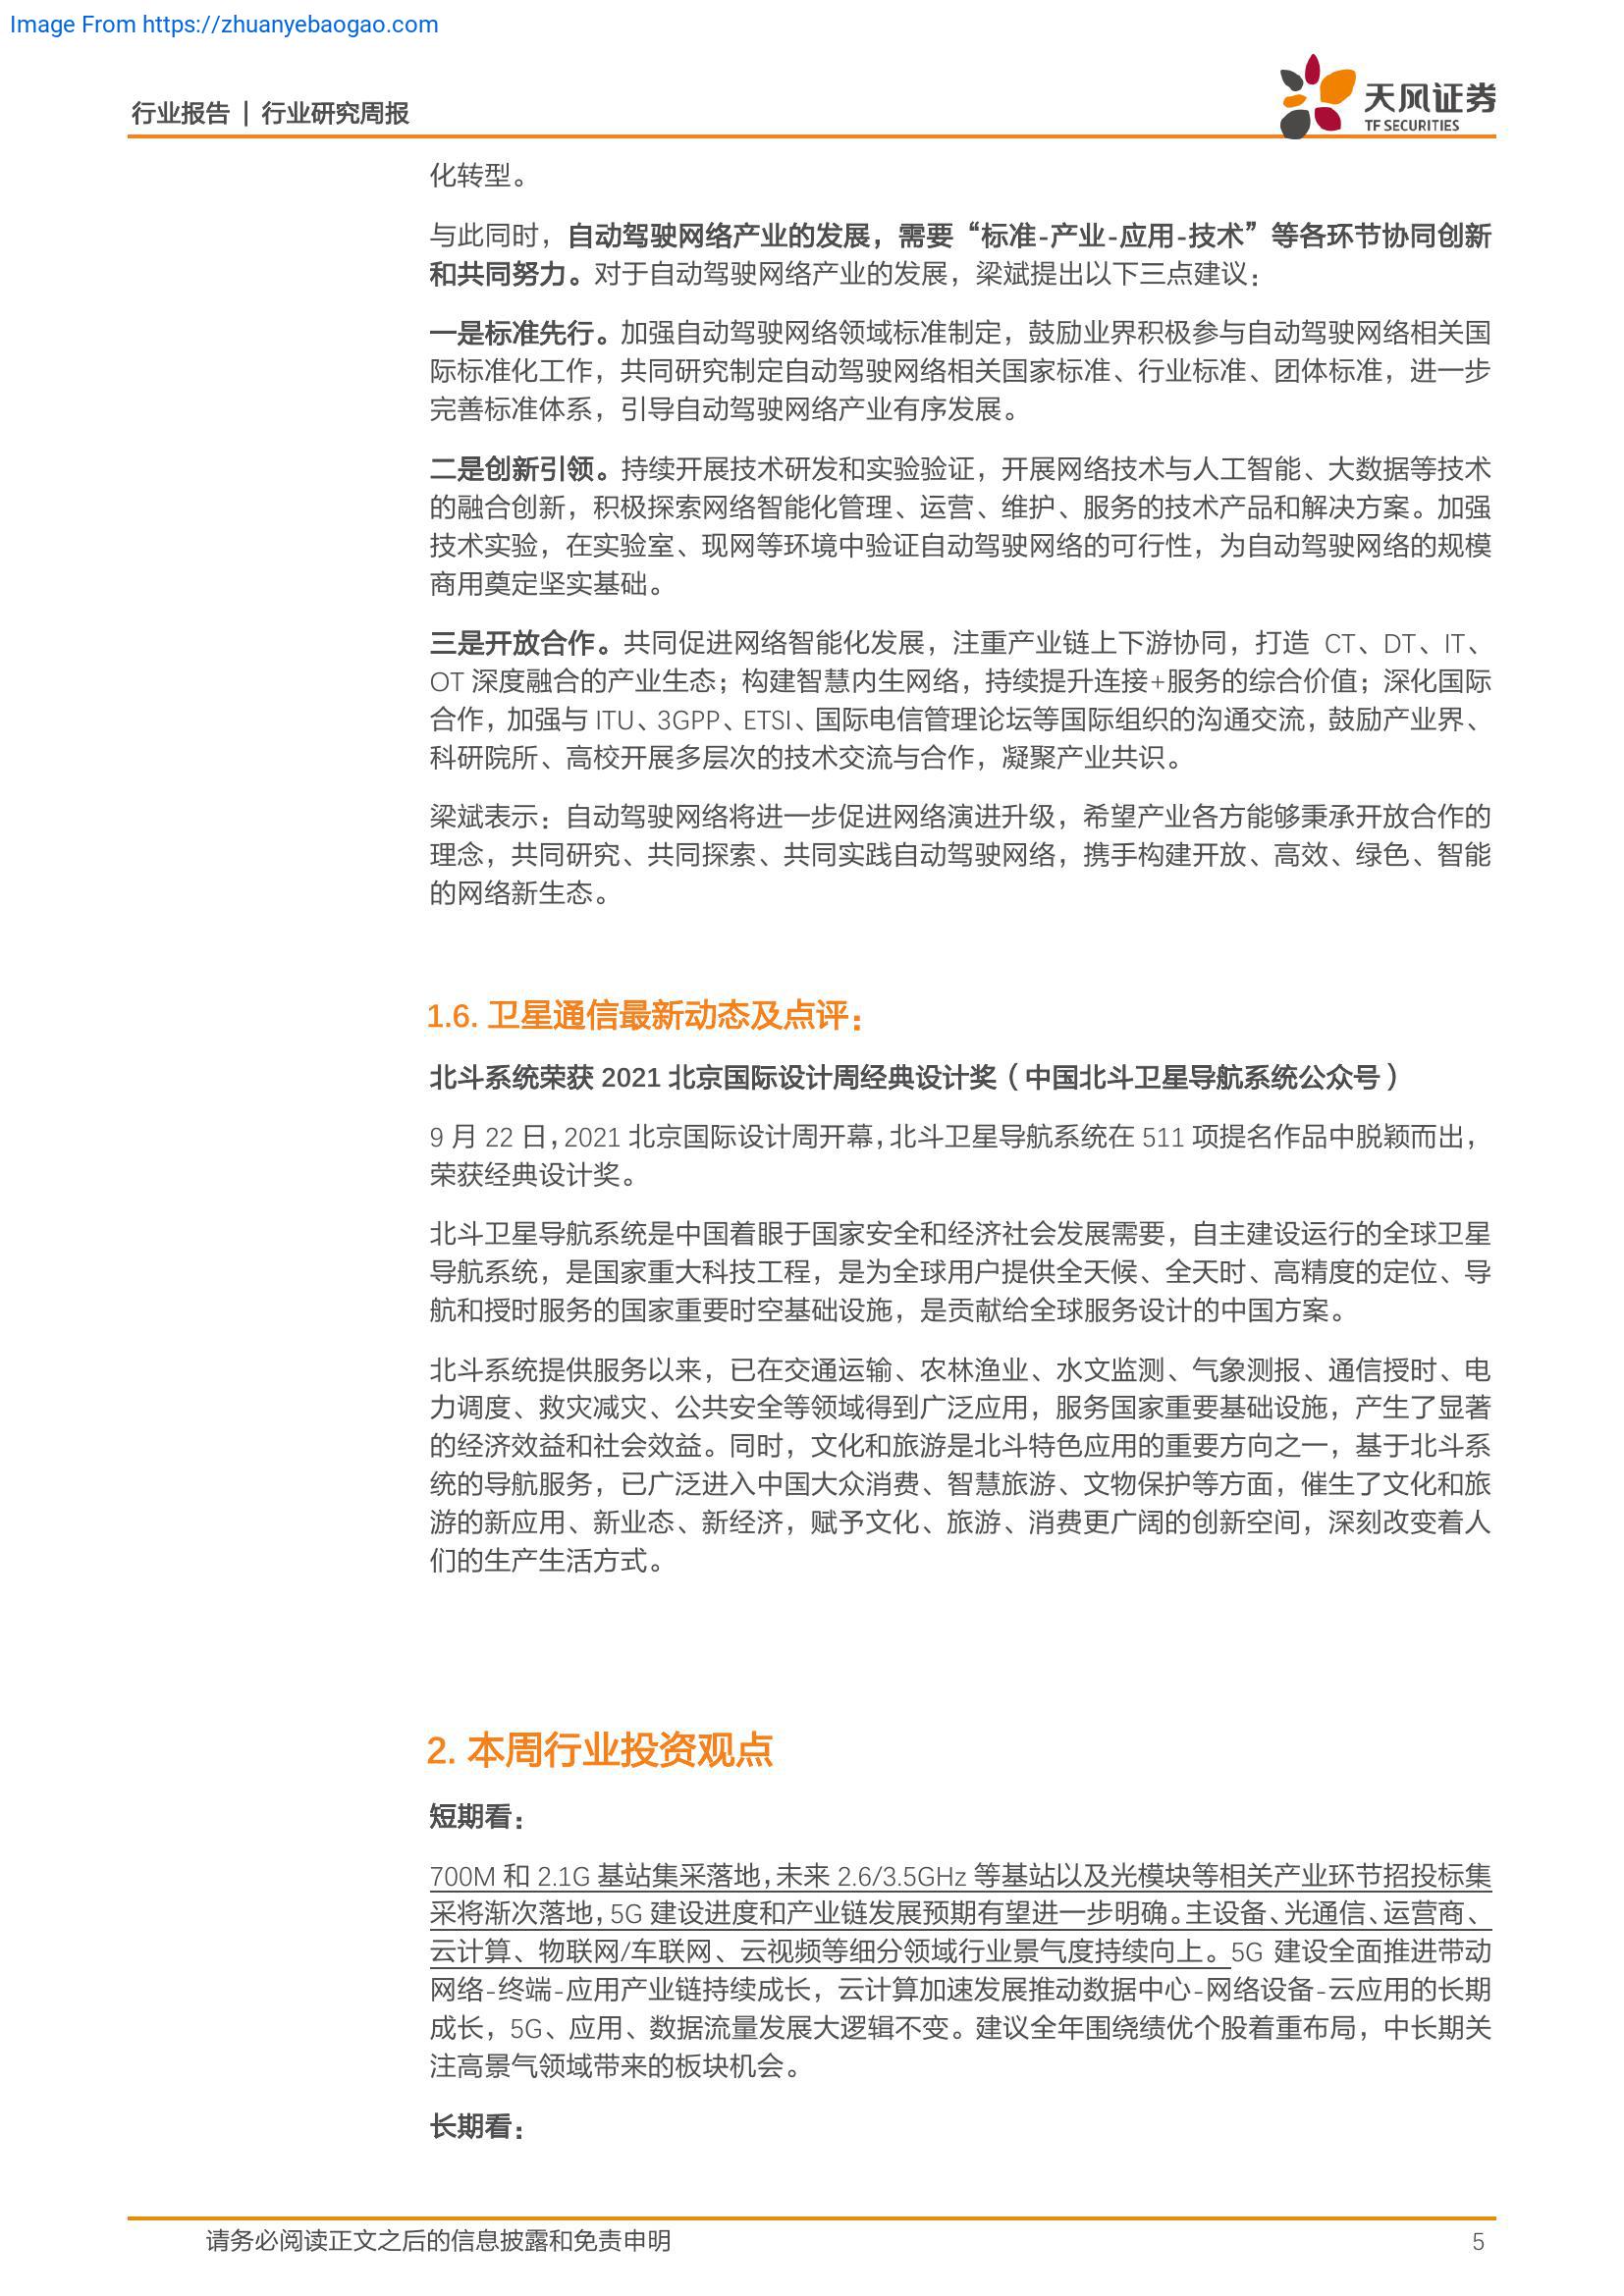 Image From https://zhuanyebaogao.com
行业报告 | 行业研究周报
天风证券
TF SECURITIES
化转型。
与此同时，自动驾驶网络产业的发展，需要“标准-产业-应用-技术”等各环节协同创新
和共同努力。对于自动驾驶网络产业的发展，梁斌提出以下三点建议：
一是标准先行。加强自动驾驶网络领域标准制定，鼓励业界积极参与自动驾驶网络相关国
际标准化工作，共同研究制定自动驾驶网络相关国家标准、行业标准、团体标准，进一步
完善标准体系，引导自动驾驶网络产业有序发展。
二是创新引领。持续开展技术研发和实验验证，开展网络技术与人工智能、大数据等技术
的融合创新，积极探索网络智能化管理、运营、维护、服务的技术产品和解决方案。加强
技术实验，在实验室、现网等环境中验证自动驾驶网络的可行性，为自动驾驶网络的规模
商用奠定坚实基础。
三是开放合作。共同促进网络智能化发展，注重产业链上下游协同，打造 CT、DT、IT、
OT 深度融合的产业生态；构建智慧内生网络，持续提升连接+服务的综合价值；深化国际
合作，加强与 ITU、3GPP、ETSI、国际电信管理论坛等国际组织的沟通交流，鼓励产业界、
科研院所、高校开展多层次的技术交流与合作，凝聚产业共识。
梁斌表示：自动驾驶网络将进一步促进网络演进升级，希望产业各方能够秉承开放合作的
理念，共同研究、共同探索、共同实践自动驾驶网络，携手构建开放、高效、绿色、智能
的网络新生态。
1.6. 卫星通信最新动态及点评：
北斗系统荣获 2021 北京国际设计周经典设计奖（中国北斗卫星导航系统公众号）
9 月 22 日，2021 北京国际设计周开幕，北斗卫星导航系统在 511 项提名作品中脱颖而出，
荣获经典设计奖。
北斗卫星导航系统是中国着眼于国家安全和经济社会发展需要，自主建设运行的全球卫星
导航系统，是国家重大科技工程，是为全球用户提供全天候、全天时、高精度的定位、导
航和授时服务的国家重要时空基础设施，是贡献给全球服务设计的中国方案。
北斗系统提供服务以来，已在交通运输、农林渔业、水文监测、气象测报、通信授时、电
力调度、救灾减灾、公共安全等领域得到广泛应用，服务国家重要基础设施，产生了显著
的经济效益和社会效益。同时，文化和旅游是北斗特色应用的重要方向之一，基于北斗系
统的导航服务，已广泛进入中国大众消费、智慧旅游、文物保护等方面，催生了文化和旅
游的新应用、新业态、新经济，赋予文化、旅游、消费更广阔的创新空间，深刻改变着人
们的生产生活方式。
2. 本周行业投资观点
短期看：
700M 和 2.1G 基站集采落地，未来 2.6/3.5GHz 等基站以及光模块等相关产业环节招投标集
采将渐次落地，5G 建设进度和产业链发展预期有望进一步明确。主设备、光通信、运营商、
云计算、物联网/车联网、云视频等细分领域行业景气度持续向上。5G 建设全面推进带动
网络-终端-应用产业链持续成长，云计算加速发展推动数据中心-网络设备-云应用的长期
成长，5G、应用、数据流量发展大逻辑不变。建议全年围绕绩优个股着重布局，中长期关
注高景气领域带来的板块机会。
长期看：
请务必阅读正文之后的信息披露和免责申明
5